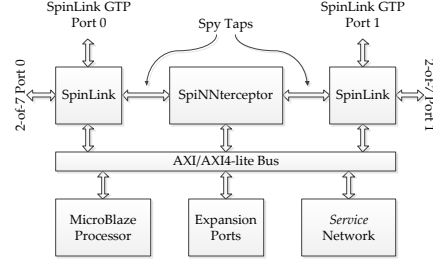 SpinLink GTP
Port 0
SpinLink GTP
Port 1
Spy Taps
2-of-7 Port 0
SpinLink
SpiNNterceptor
SpinLink
2-of-7 Port 1
AXI/AXI4-lite Bus
MicroBlaze
Processor
Expansion
Ports
Service
Network